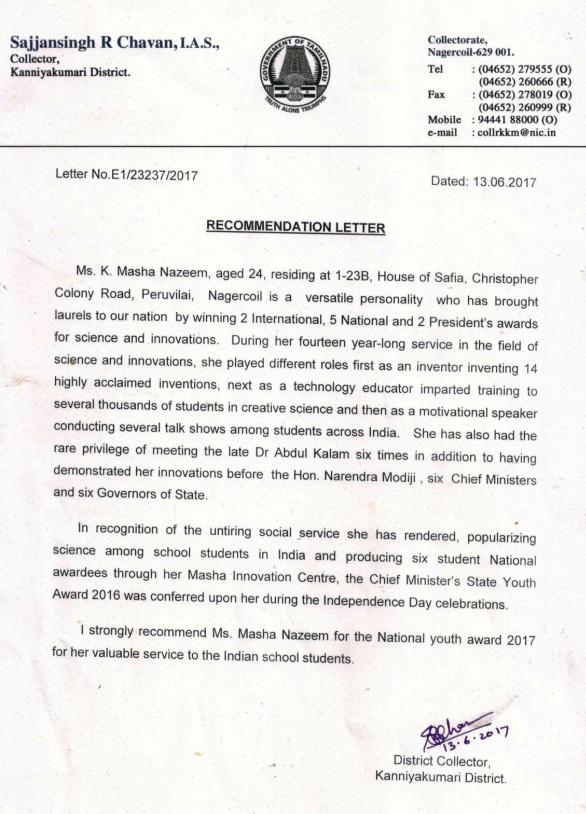 Sajjansingh R Chavan, I.A.S.,
Collector,
Kanniyakumari District.
GOVERNMENT OF TAMILNADU
TRUTH ALONE TRIUMPHS
Collectorate,
Nagercoil-629 001.
Tel : (04652) 279555 (O)
(04652) 260666 (R)
Fax : (04652) 278019 (O)
(04652) 260999 (R)
Mobile : 94441 88000 (O)
e-mail : collrkkm@nic.in
Letter No.E1/23237/2017
Dated: 13.06.2017
RECOMMENDATION LETTER
Ms. K. Masha Nazeem, aged 24, residing at 1-23B, House of Safia, Christopher
Colony Road, Peruvilai, Nagercoil is a versatile personality who has brought
laurels to our nation by winning 2 International, 5 National and 2 President's awards
for science and innovations. During her fourteen year-long service in the field of
science and innovations, she played different roles first as an inventor inventing 14
highly acclaimed inventions, next as a technology educator imparted training to
several thousands of students in creative science and then as a motivational speaker
conducting several talk shows among students across India. She has also had the
rare privilege of meeting the late Dr Abdul Kalam six times in addition to having
demonstrated her innovations before the Hon. Narendra Modiji , six Chief Ministers
and six Governors of State.
In recognition of the untiring social service she has rendered, popularizing
science among school students in India and producing six student National
awardees through her Masha Innovation Centre, the Chief Minister's State Youth
Award 2016 was conferred upon her during the Independence Day celebrations.
I strongly recommend Ms. Masha Nazeem for the National youth award 2017
for her valuable service to the Indian school students.
13.6.2017
District Collector,
Kanniyakumari District.